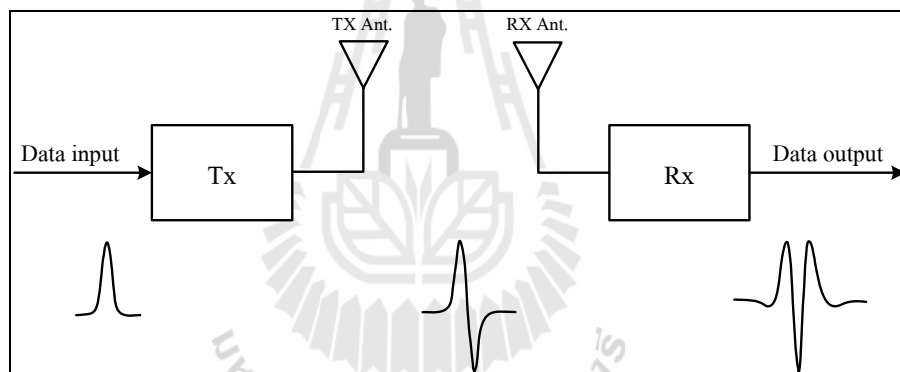 TX Ant.
RX Ant.
Data input
Tx
Rx
Data output